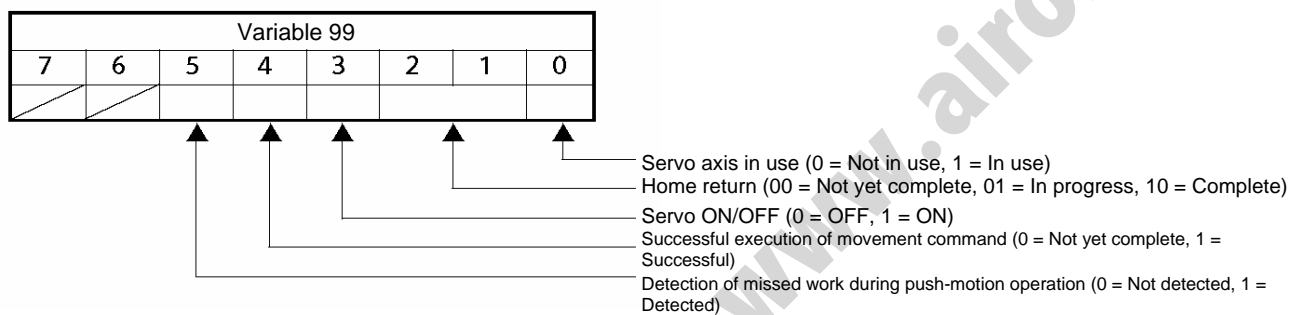 Variable 99
7 6 5 4 3 2 1 0
Servo axis in use (0 = Not in use, 1 = In use)
Home return (00 = Not yet complete, 01 = In progress, 10 = Complete)
Servo ON/OFF (0 = OFF, 1 = ON)
Successful execution of movement command (0 = Not yet complete, 1 =
Successful)
Detection of missed work during push-motion operation (0 = Not detected, 1 =
Detected)
www.airo